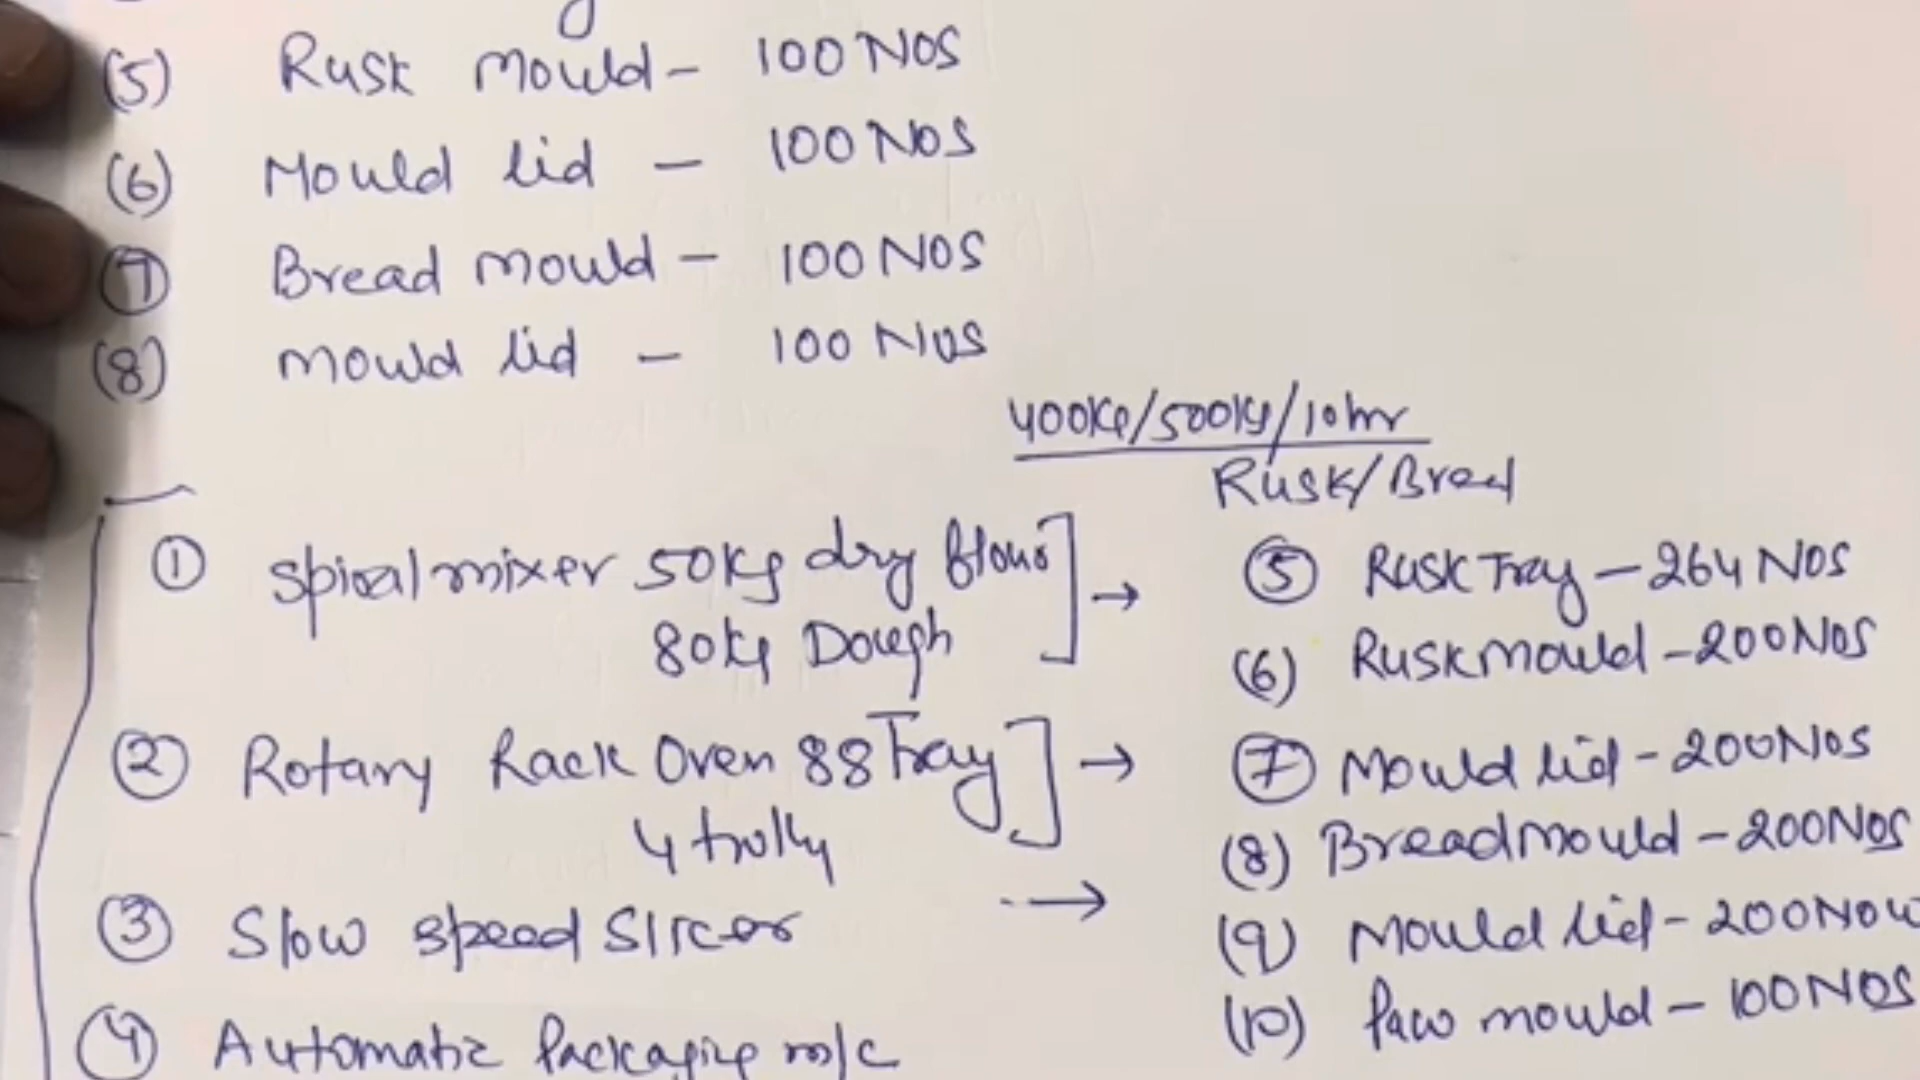 (5) Rusk Mould - 100 NOS
(6) Mould lid - 100 NOS
(7) Bread mould - 100 NOS
(8) mould lid - 100 NOS
400Kg/500Kg/10hr
Rusk/Bread
(1) Spiral mixer 50Kg dry flour
80Kg Dough
(2) Rotary Rack Oven 88 Tray
4 trolly
(3) Slow Speed Slicer
(4) Automatic Packaging m/c
(5) Rusk Tray - 264 NOS
(6) Rusk mould - 200 NOS
(7) Mould lid - 200 NOS
(8) Bread mould - 200 NOS
(9) Mould lid - 200
(10) Paw mould - 100 NOS